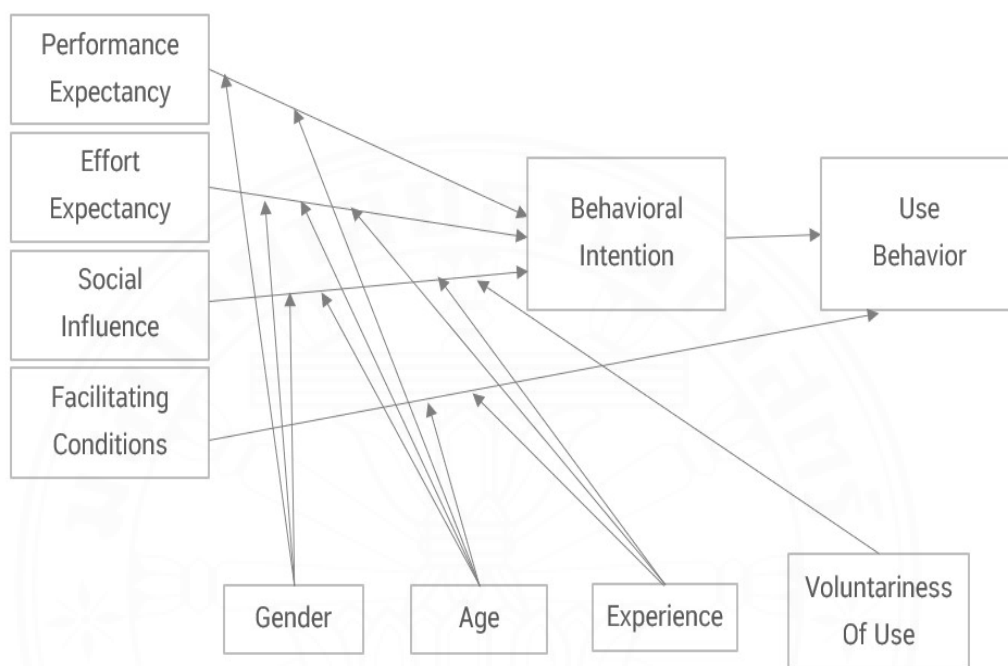 Performance
Expectancy
Effort
Expectancy
Social
Influence
Facilitating
Conditions
Behavioral
Intention
Use
Behavior
Gender
Age
Experience
Voluntariness
Of Use